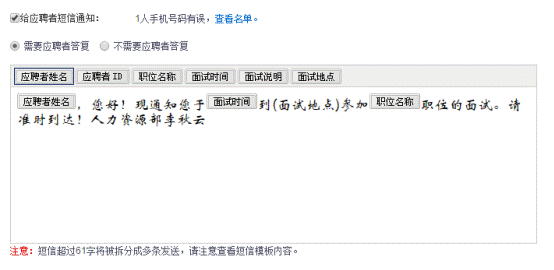 给应聘者短信通知: 1人手机号码有误，查看名单。
需要应聘者答复 不需要应聘者答复
应聘者姓名 应聘者ID 职位名称 面试时间 面试说明 面试地点
应聘者姓名，您好！现通知您于面试时间到(面试地点)参加职位名称职位的面试。请
准时到达！人力资源部李秋云
注意：短信超过61字将被拆分成多条发送，请注意查看短信模板内容。